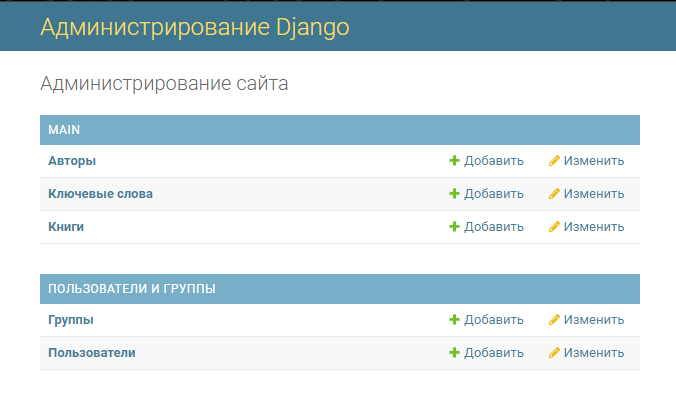 Администрирование Django
Администрирование сайта
MAIN
Авторы Добавить Изменить
Ключевые слова Добавить Изменить
Книги Добавить Изменить
ПОЛЬЗОВАТЕЛИ И ГРУППЫ
Группы Добавить Изменить
Пользователи Добавить Изменить